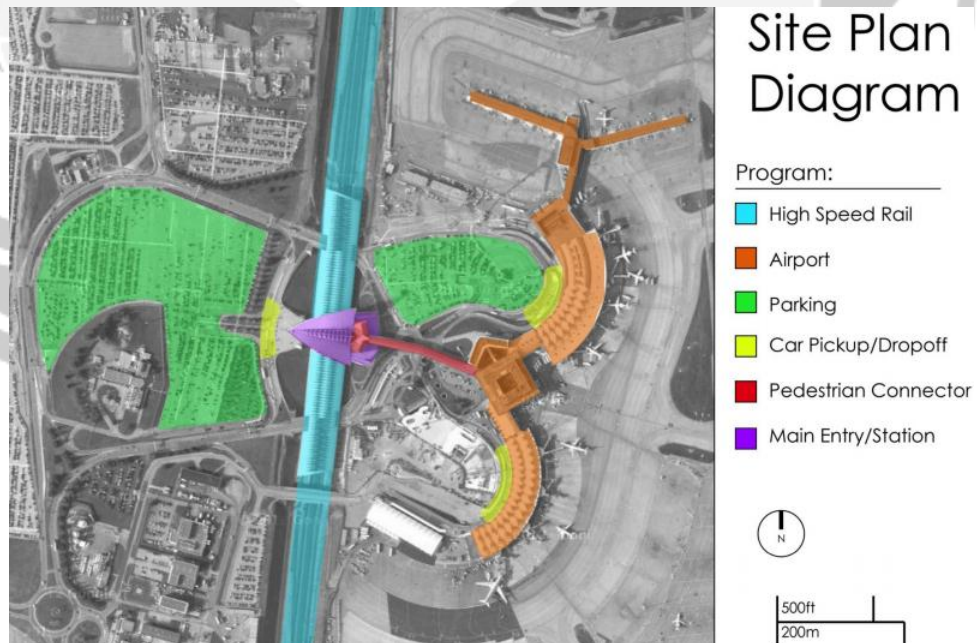 Site Plan
Diagram
Program:
High Speed Rail
Airport
Parking
Car Pickup/Dropoff
Pedestrian Connector
Main Entry/Station
N
500ft
200m